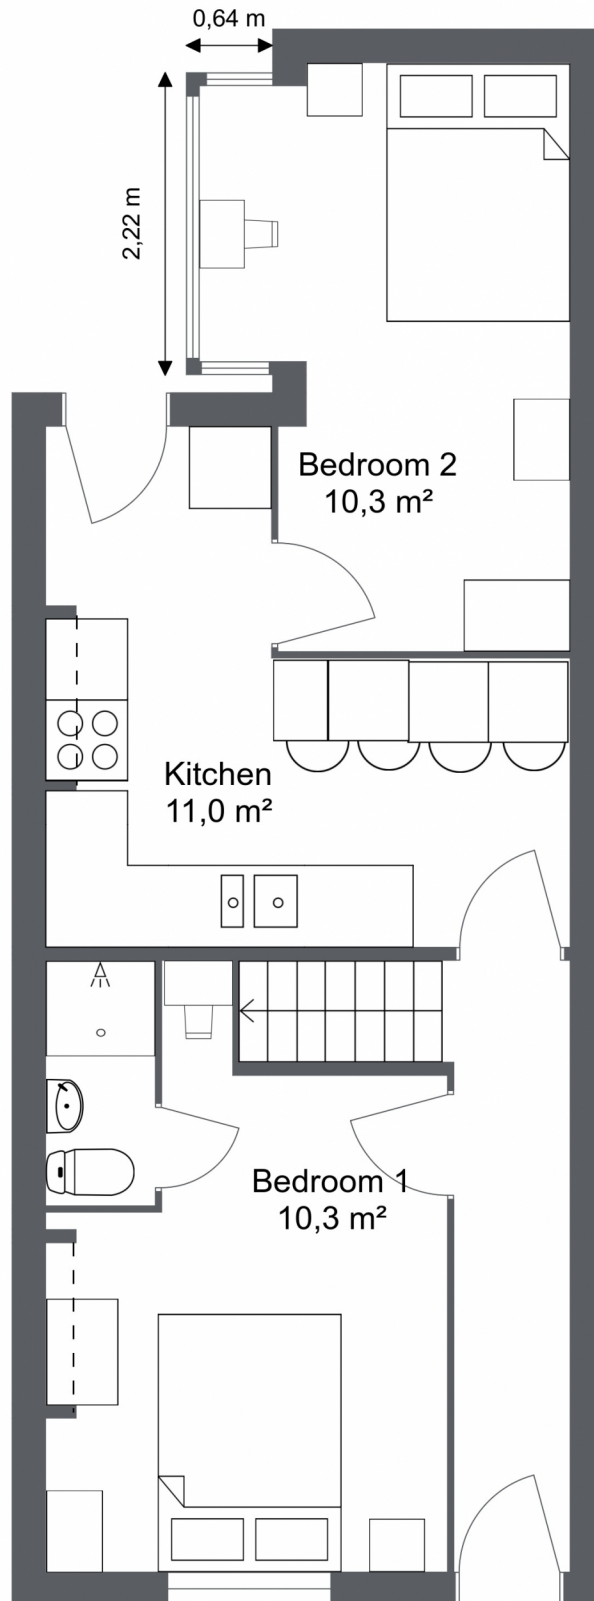 0,64 m
2,22 m
Bedroom 2
10,3 m²
Kitchen
11,0 m²
Bedroom 1
10,3 m²